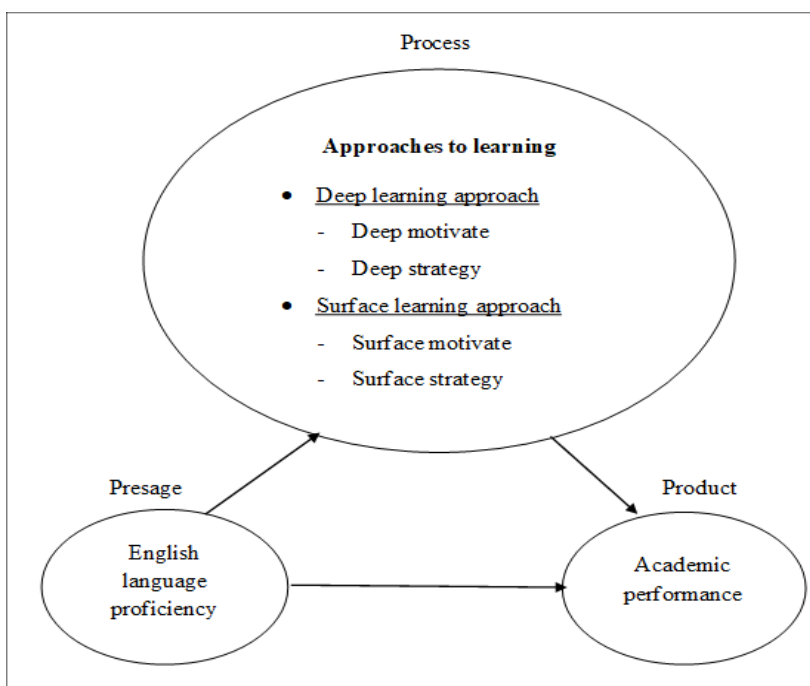 Process
Approaches to learning
• Deep learning approach
- Deep motivate
- Deep strategy
• Surface learning approach
- Surface motivate
- Surface strategy
Presage
Product
English
language
proficiency
Academic
performance